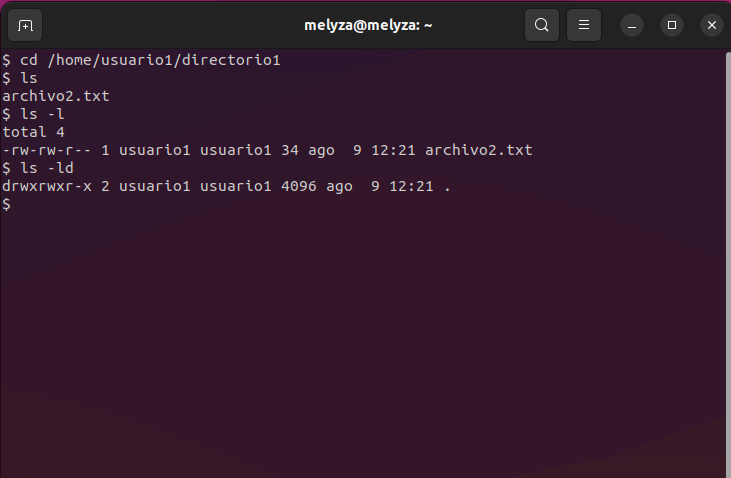 melyza@melyza: ~
$ cd /home/usuario1/directorio1
$ ls
archivo2.txt
$ ls -l
total 4
-rw-rw-r-- 1 usuario1 usuario1 34 ago  9 12:21 archivo2.txt
$ ls -ld
drwxrwxr-x 2 usuario1 usuario1 4096 ago  9 12:21 .
$